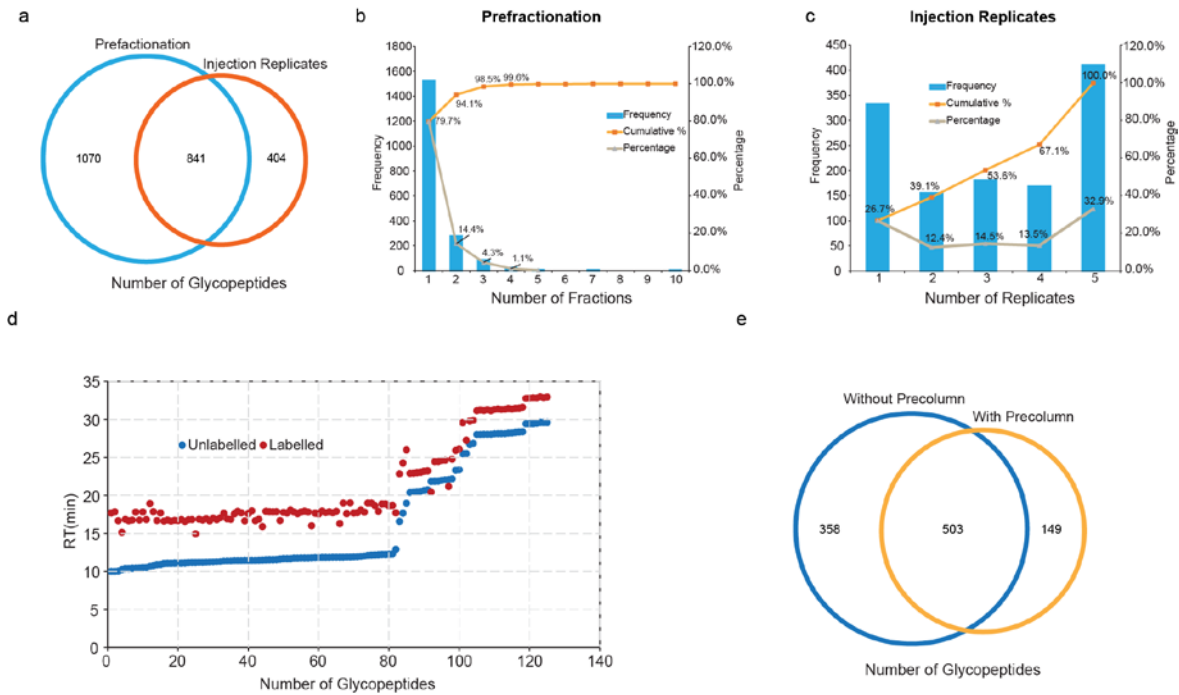 a
Prefactionation
Injection Replicates
1070
841
404
Number of Glycopeptides
b
Prefractionation
1800
1600
1400
1200
1000
800
600
400
200
0
Frequency
120.0%
100.0%
80.0%
60.0%
40.0%
20.0%
0.0%
Percentage
98.5%
99.6%
94.1%
79.7%
14.4%
4.3%
1.1%
Frequency
Cumulative %
Percentage
1 2 3 4 5 6 7 8 9 10
Number of Fractions
c
Injection Replicates
450
400
350
300
250
200
150
100
50
0
Frequency
120.0%
100.0%
80.0%
60.0%
40.0%
20.0%
0.0%
Percentage
Frequency
Cumulative %
Percentage
100.0%
67.1%
53.6%
39.1%
26.7%
12.4%
14.5%
13.5%
32.9%
1 2 3 4 5
Number of Replicates
d
35
30
25
20
15
10
5
0
RT(min)
Unlabelled
Labelled
0 20 40 60 80 100 120 140
Number of Glycopeptides
e
Without Precolumn
With Precolumn
358
503
149
Number of Glycopeptides